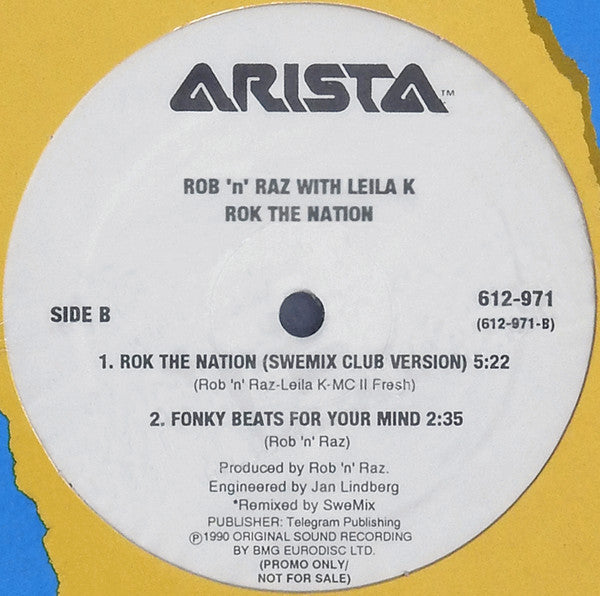 ARISTA™
ROB 'n' RAZ WITH LEILA K
ROK THE NATION
SIDE B
612-971
(612-971-B)
1. ROK THE NATION (SWEMIX CLUB VERSION) 5:22
(Rob 'n' Raz-Leila K-MC II Fresh)
2. FONKY BEATS FOR YOUR MIND 2:35
(Rob 'n' Raz)
Produced by Rob 'n' Raz.
Engineered by Jan Lindberg
*Remixed by SweMix
PUBLISHER: Telegram Publishing
℗1990 ORIGINAL SOUND RECORDING
BY BMG EURODISC LTD.
(PROMO ONLY/
NOT FOR SALE)